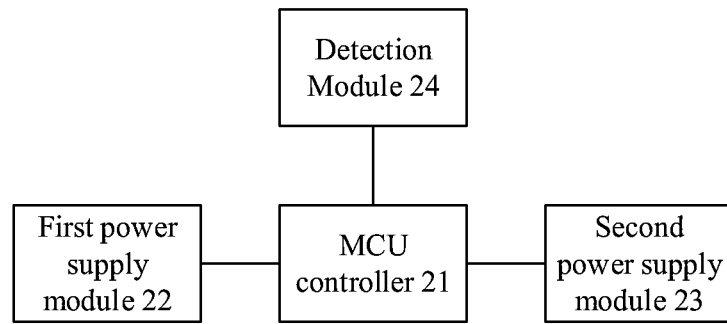 Detection
Module 24
First power
supply
module 22
MCU
controller 21
Second
power supply
module 23